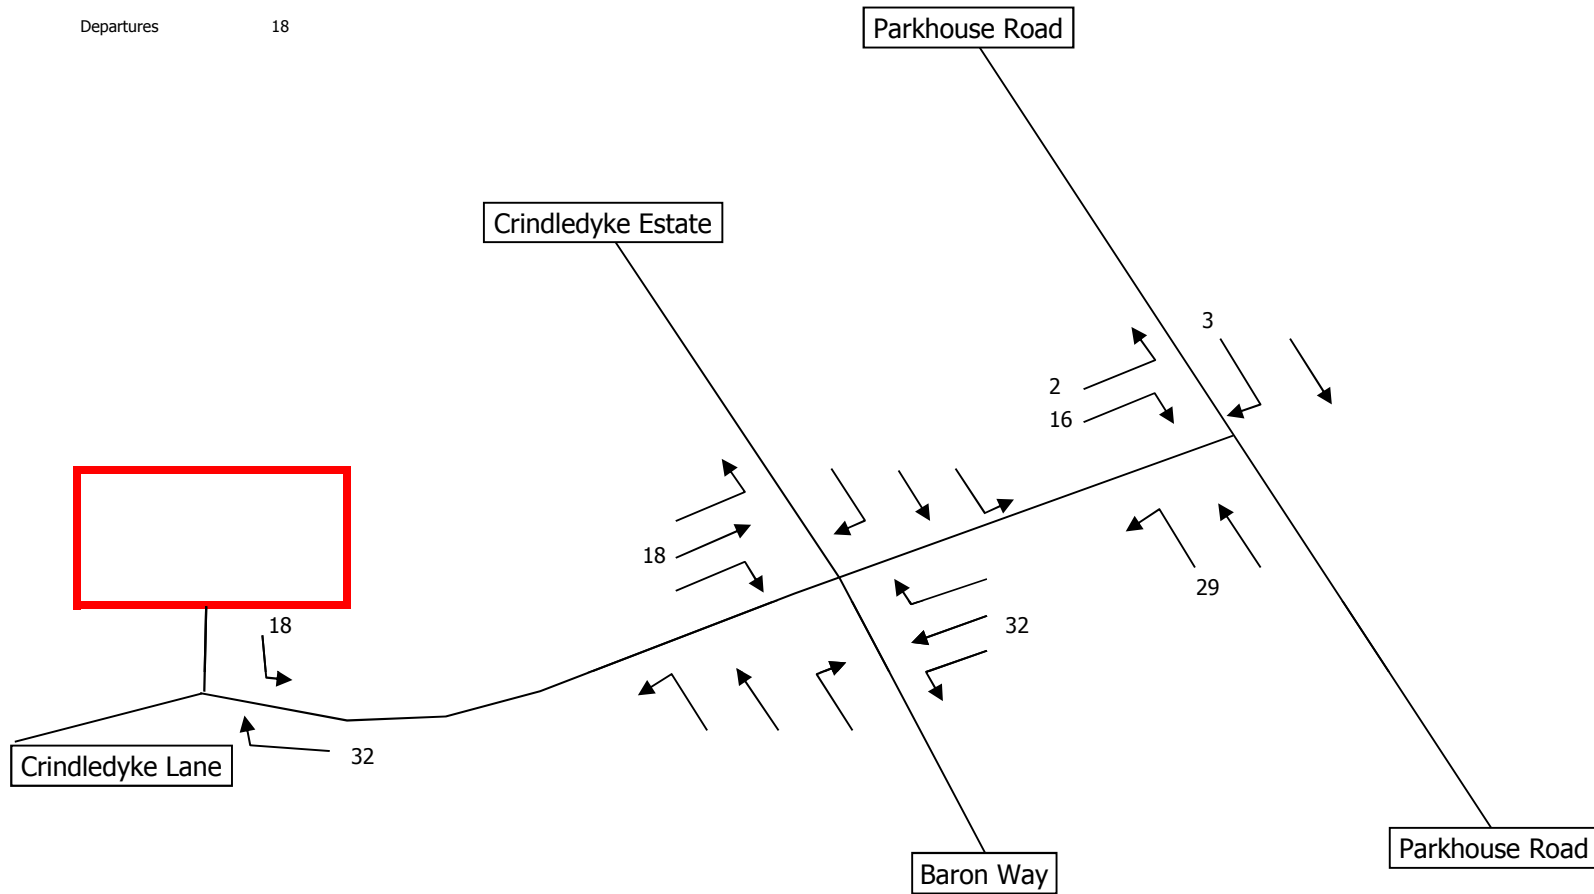 Departures 18
Parkhouse Road
Crindledyke Estate
3
2
16
18
29
32
18
32
Crindledyke Lane
Parkhouse Road
Baron Way